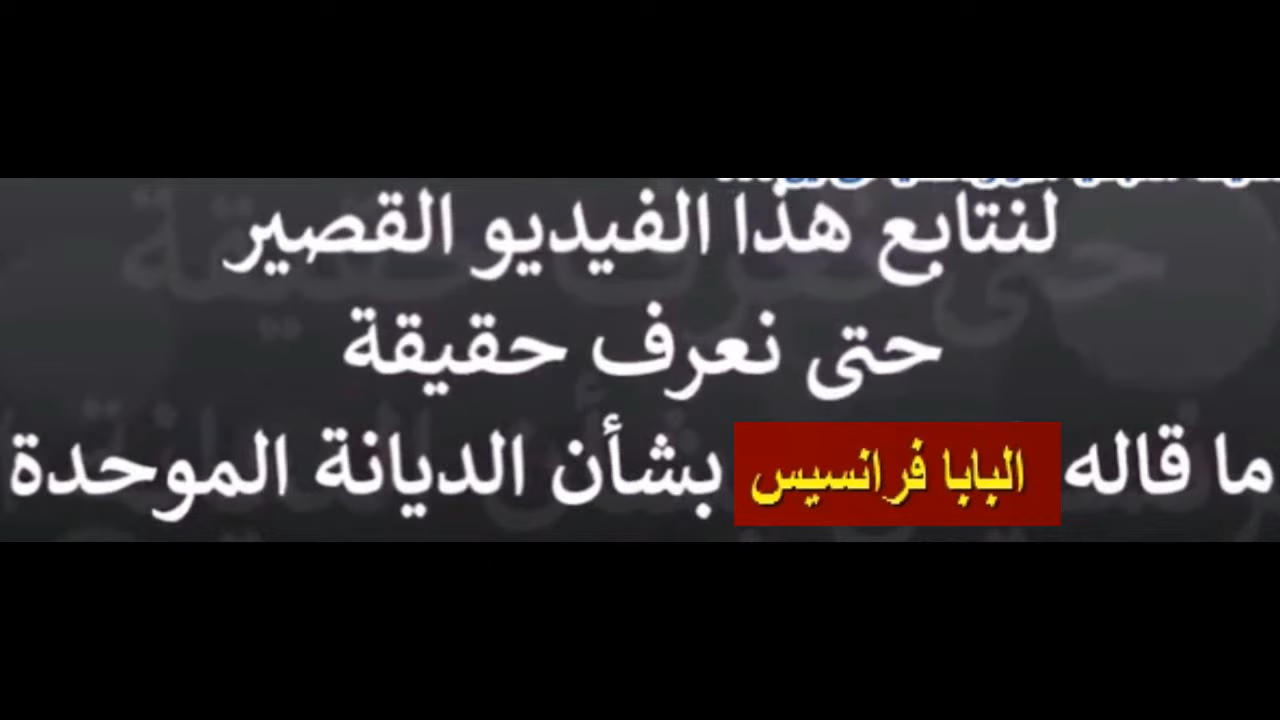 لنتابع هذا الفيديو القصير
حتى نعرف حقيقة
ما قاله البابا فرانسيس بشأن الديانة الموحدة